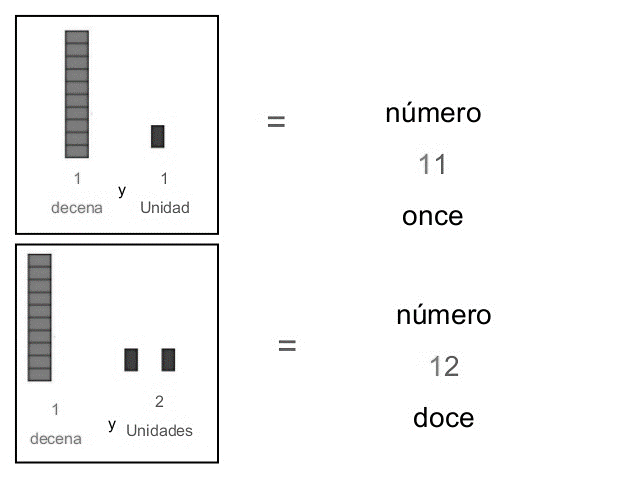 1 y 1
decena Unidad
=
número
11
once
1 y 2
decena Unidades
=
número
12
doce